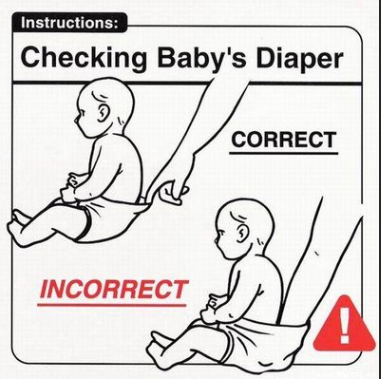 Instructions:
Checking Baby's Diaper
CORRECT
INCORRECT
!